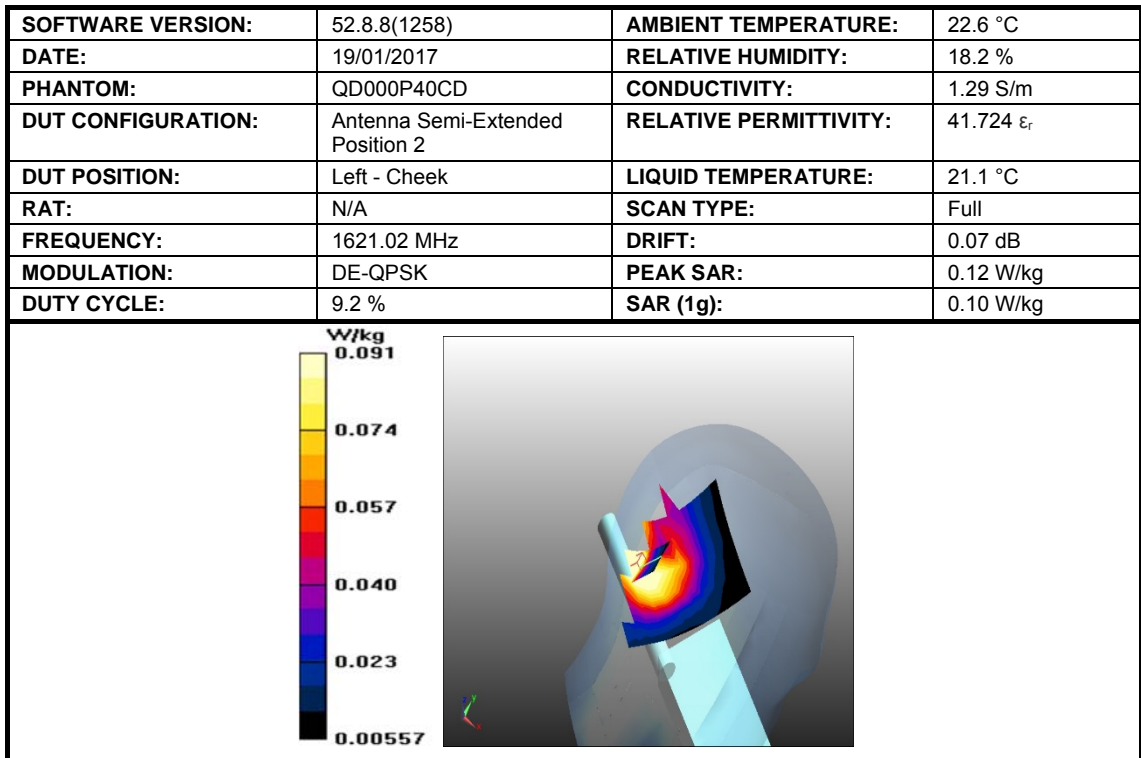 SOFTWARE VERSION: 52.8.8(1258) AMBIENT TEMPERATURE: 22.6 °C
DATE: 19/01/2017 RELATIVE HUMIDITY: 18.2 %
PHANTOM: QD000P40CD CONDUCTIVITY: 1.29 S/m
DUT CONFIGURATION: Antenna Semi-Extended Position 2 RELATIVE PERMITTIVITY: 41.724 εr
DUT POSITION: Left - Cheek LIQUID TEMPERATURE: 21.1 °C
RAT: N/A SCAN TYPE: Full
FREQUENCY: 1621.02 MHz DRIFT: 0.07 dB
MODULATION: DE-QPSK PEAK SAR: 0.12 W/kg
DUTY CYCLE: 9.2 % SAR (1g): 0.10 W/kg
W/kg
0.091
0.074
0.057
0.040
0.023
0.00557
z y
x